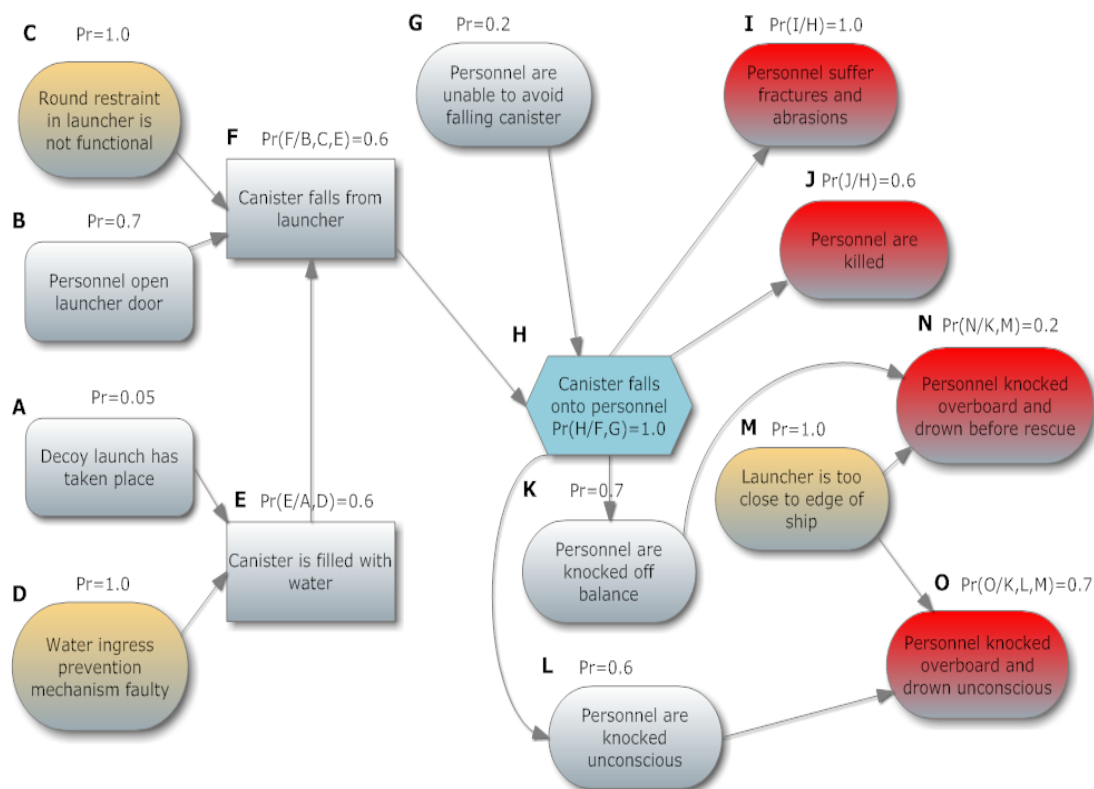 C Pr=1.0
Round restraint
in launcher is
not functional
B Pr=0.7
Personnel open
launcher door
A Pr=0.05
Decoy launch has
taken place
D Pr=1.0
Water ingress
prevention
mechanism faulty
F Pr(F/B,C,E)=0.6
Canister falls from
launcher
E Pr(E/A,D)=0.6
Canister is filled with
water
G Pr=0.2
Personnel are
unable to avoid
falling canister
H
Canister falls
onto personnel
Pr(H/F,G)=1.0
K Pr=0.7
Personnel are
knocked off
balance
L Pr=0.6
Personnel are
knocked
unconscious
I Pr(I/H)=1.0
Personnel suffer
fractures and
abrasions
J Pr(J/H)=0.6
Personnel are
killed
N Pr(N/K,M)=0.2
Personnel knocked
overboard and
drown before rescue
M Pr=1.0
Launcher is too
close to edge of
ship
O Pr(O/K,L,M)=0.7
Personnel knocked
overboard and
drown unconscious